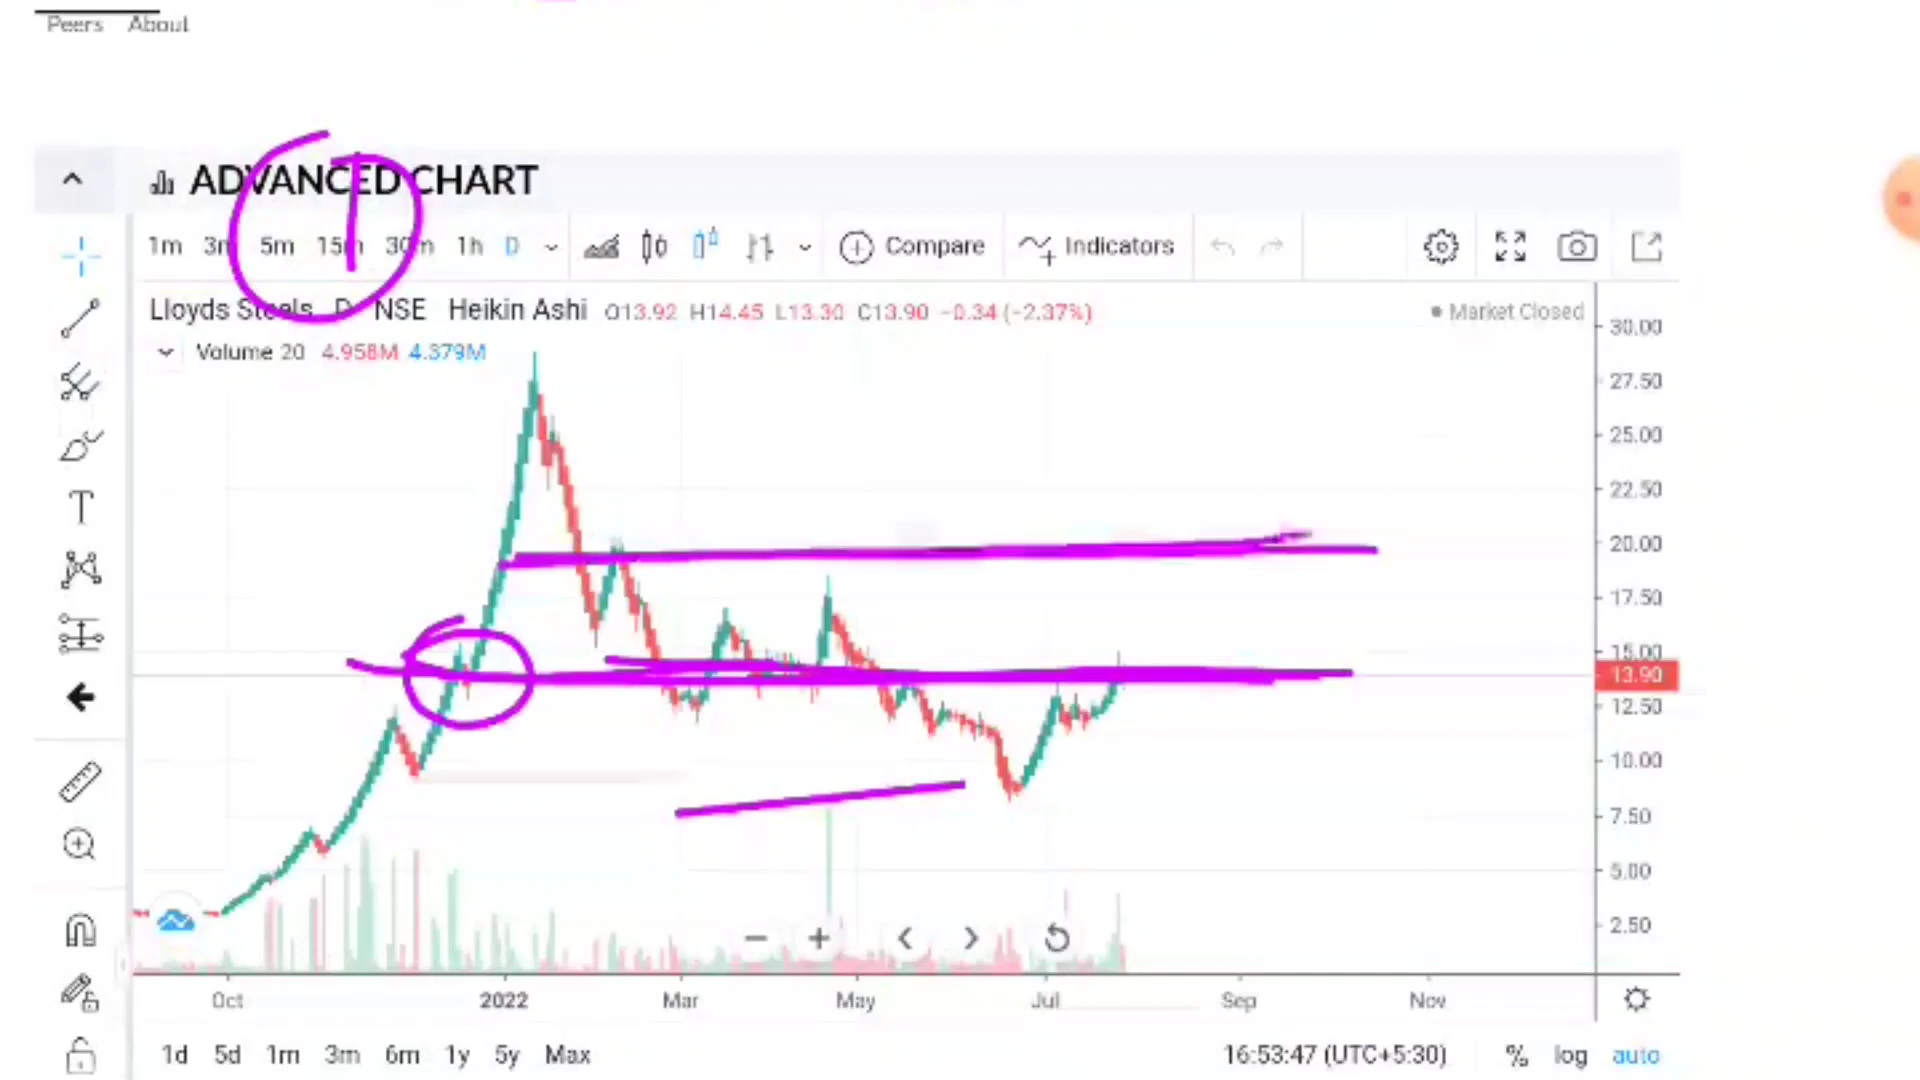 Peers About
ADVANCED CHART
1m 3m 5m 15m 30m 1h D Compare Indicators
Lloyds Steels D NSE Heikin Ashi O13.92 H14.45 L13.30 C13.90 −0.34 (−2.37%) Market Closed
Volume 20 4.958M 4.379M
30.00
27.50
25.00
22.50
20.00
17.50
15.00
13.90
12.50
10.00
7.50
5.00
2.50
Oct 2022 Mar May Jul Sep Nov
1d 5d 1m 3m 6m 1y 5y Max 16:53:47 (UTC+5:30) % log auto